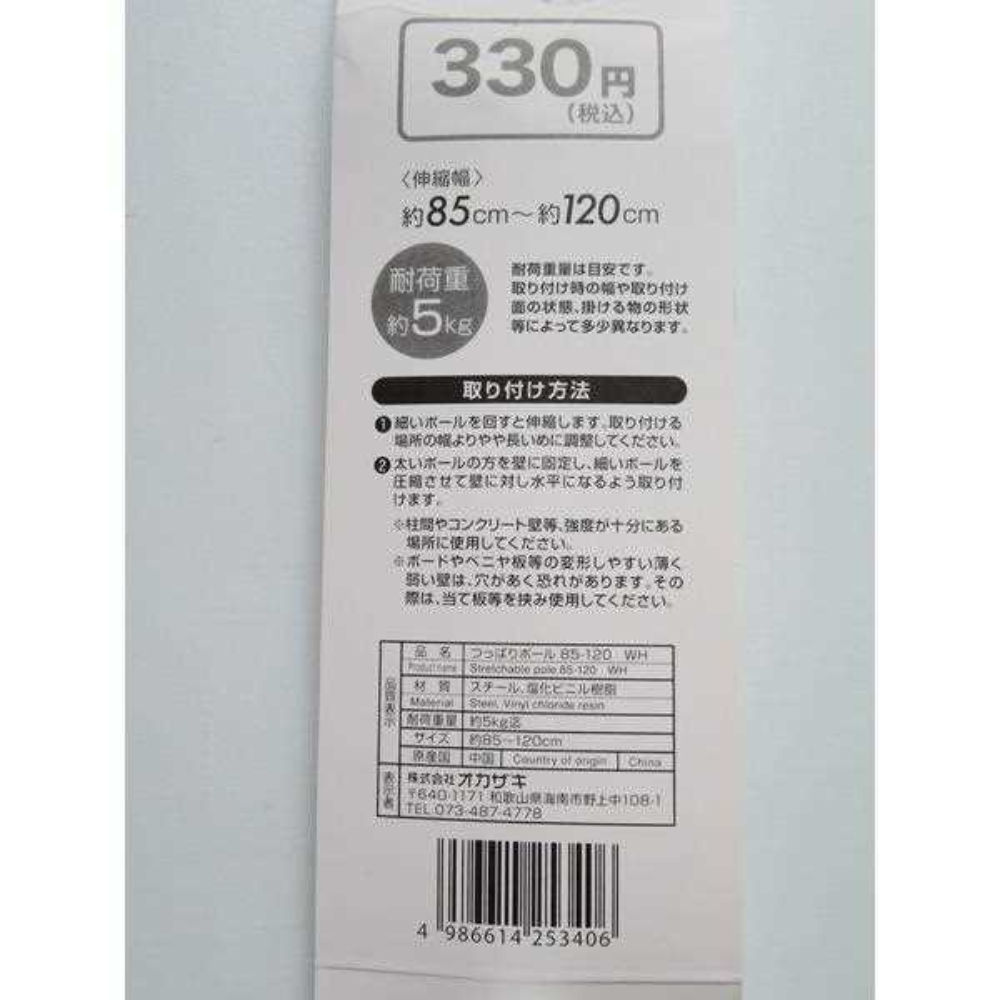 330円
(税込)
〈伸縮幅〉
約85cm～約120cm
耐荷重
約5kg
耐荷重量は目安です。
取り付け時の幅や取り付け
面の状態、掛ける物の形状
等によって多少異なります。
取り付け方法
❶細いポールを回すと伸縮します。取り付ける
場所の幅よりやや長いめに調整してください。
❷太いポールの方を壁に固定し、細いポールを
圧縮させて壁に対し水平になるよう取り付
けます。
※柱間やコンクリート壁等、強度が十分にある
場所に使用してください。
※ボードやベニヤ板等の変形しやすい薄く
弱い壁は、穴があく恐れがあります。その
際は、当て板等を挟み使用してください。
品質表示
品 名 つっぱりポール 85-120 WH
Product name Stretchable pole 85-120 WH
材 質 スチール、塩化ビニル樹脂
Material Steel, Vinyl chloride resin
耐荷重量 約5kg迄
サイズ 約85～120cm
原産国 中国 Country of origin China
表示者
株式会社オカザキ
〒640-1171 和歌山県海南市野上中108-1
TEL 073-487-4778
4 986614 253406